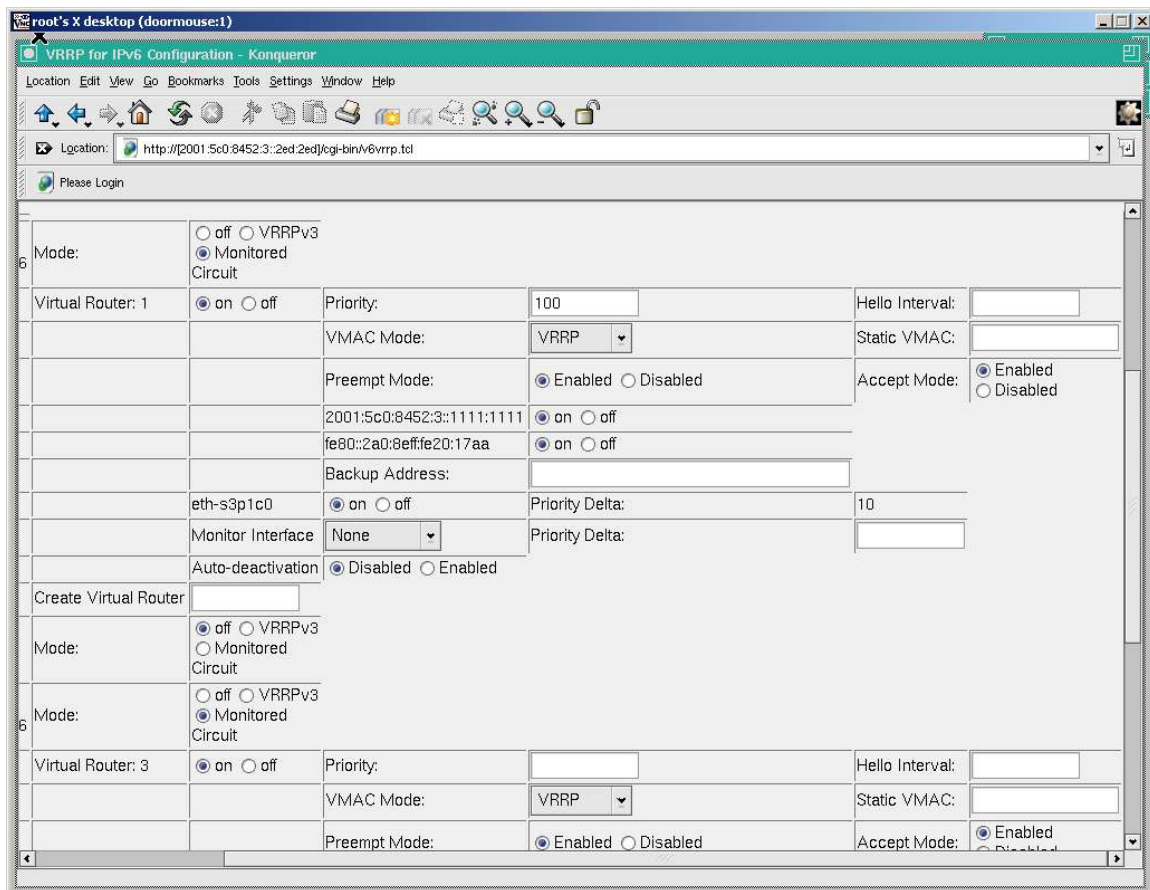 root's X desktop (doormouse:1)
VRRP for IPv6 Configuration - Konqueror
Location Edit View Go Bookmarks Tools Settings Window Help
Location: http://[2001:5c0:8452:3::2ed:2ed]/cgi-bin/v6vrrp.tcl
Please Login
6 Mode: off VRRPv3
Monitored
Circuit
Virtual Router: 1 on off Priority: 100 Hello Interval:
VMAC Mode: VRRP Static VMAC:
Preempt Mode: Enabled Disabled Accept Mode: Enabled
Disabled
2001:5c0:8452:3::1111:1111 on off
fe80::2a0:8eff:fe20:17aa on off
Backup Address:
eth-s3p1c0 on off Priority Delta: 10
Monitor Interface None Priority Delta:
Auto-deactivation Disabled Enabled
Create Virtual Router
Mode: off VRRPv3
Monitored
Circuit
6 Mode: off VRRPv3
Monitored
Circuit
Virtual Router: 3 on off Priority: Hello Interval:
VMAC Mode: VRRP Static VMAC:
Preempt Mode: Enabled Disabled Accept Mode: Enabled